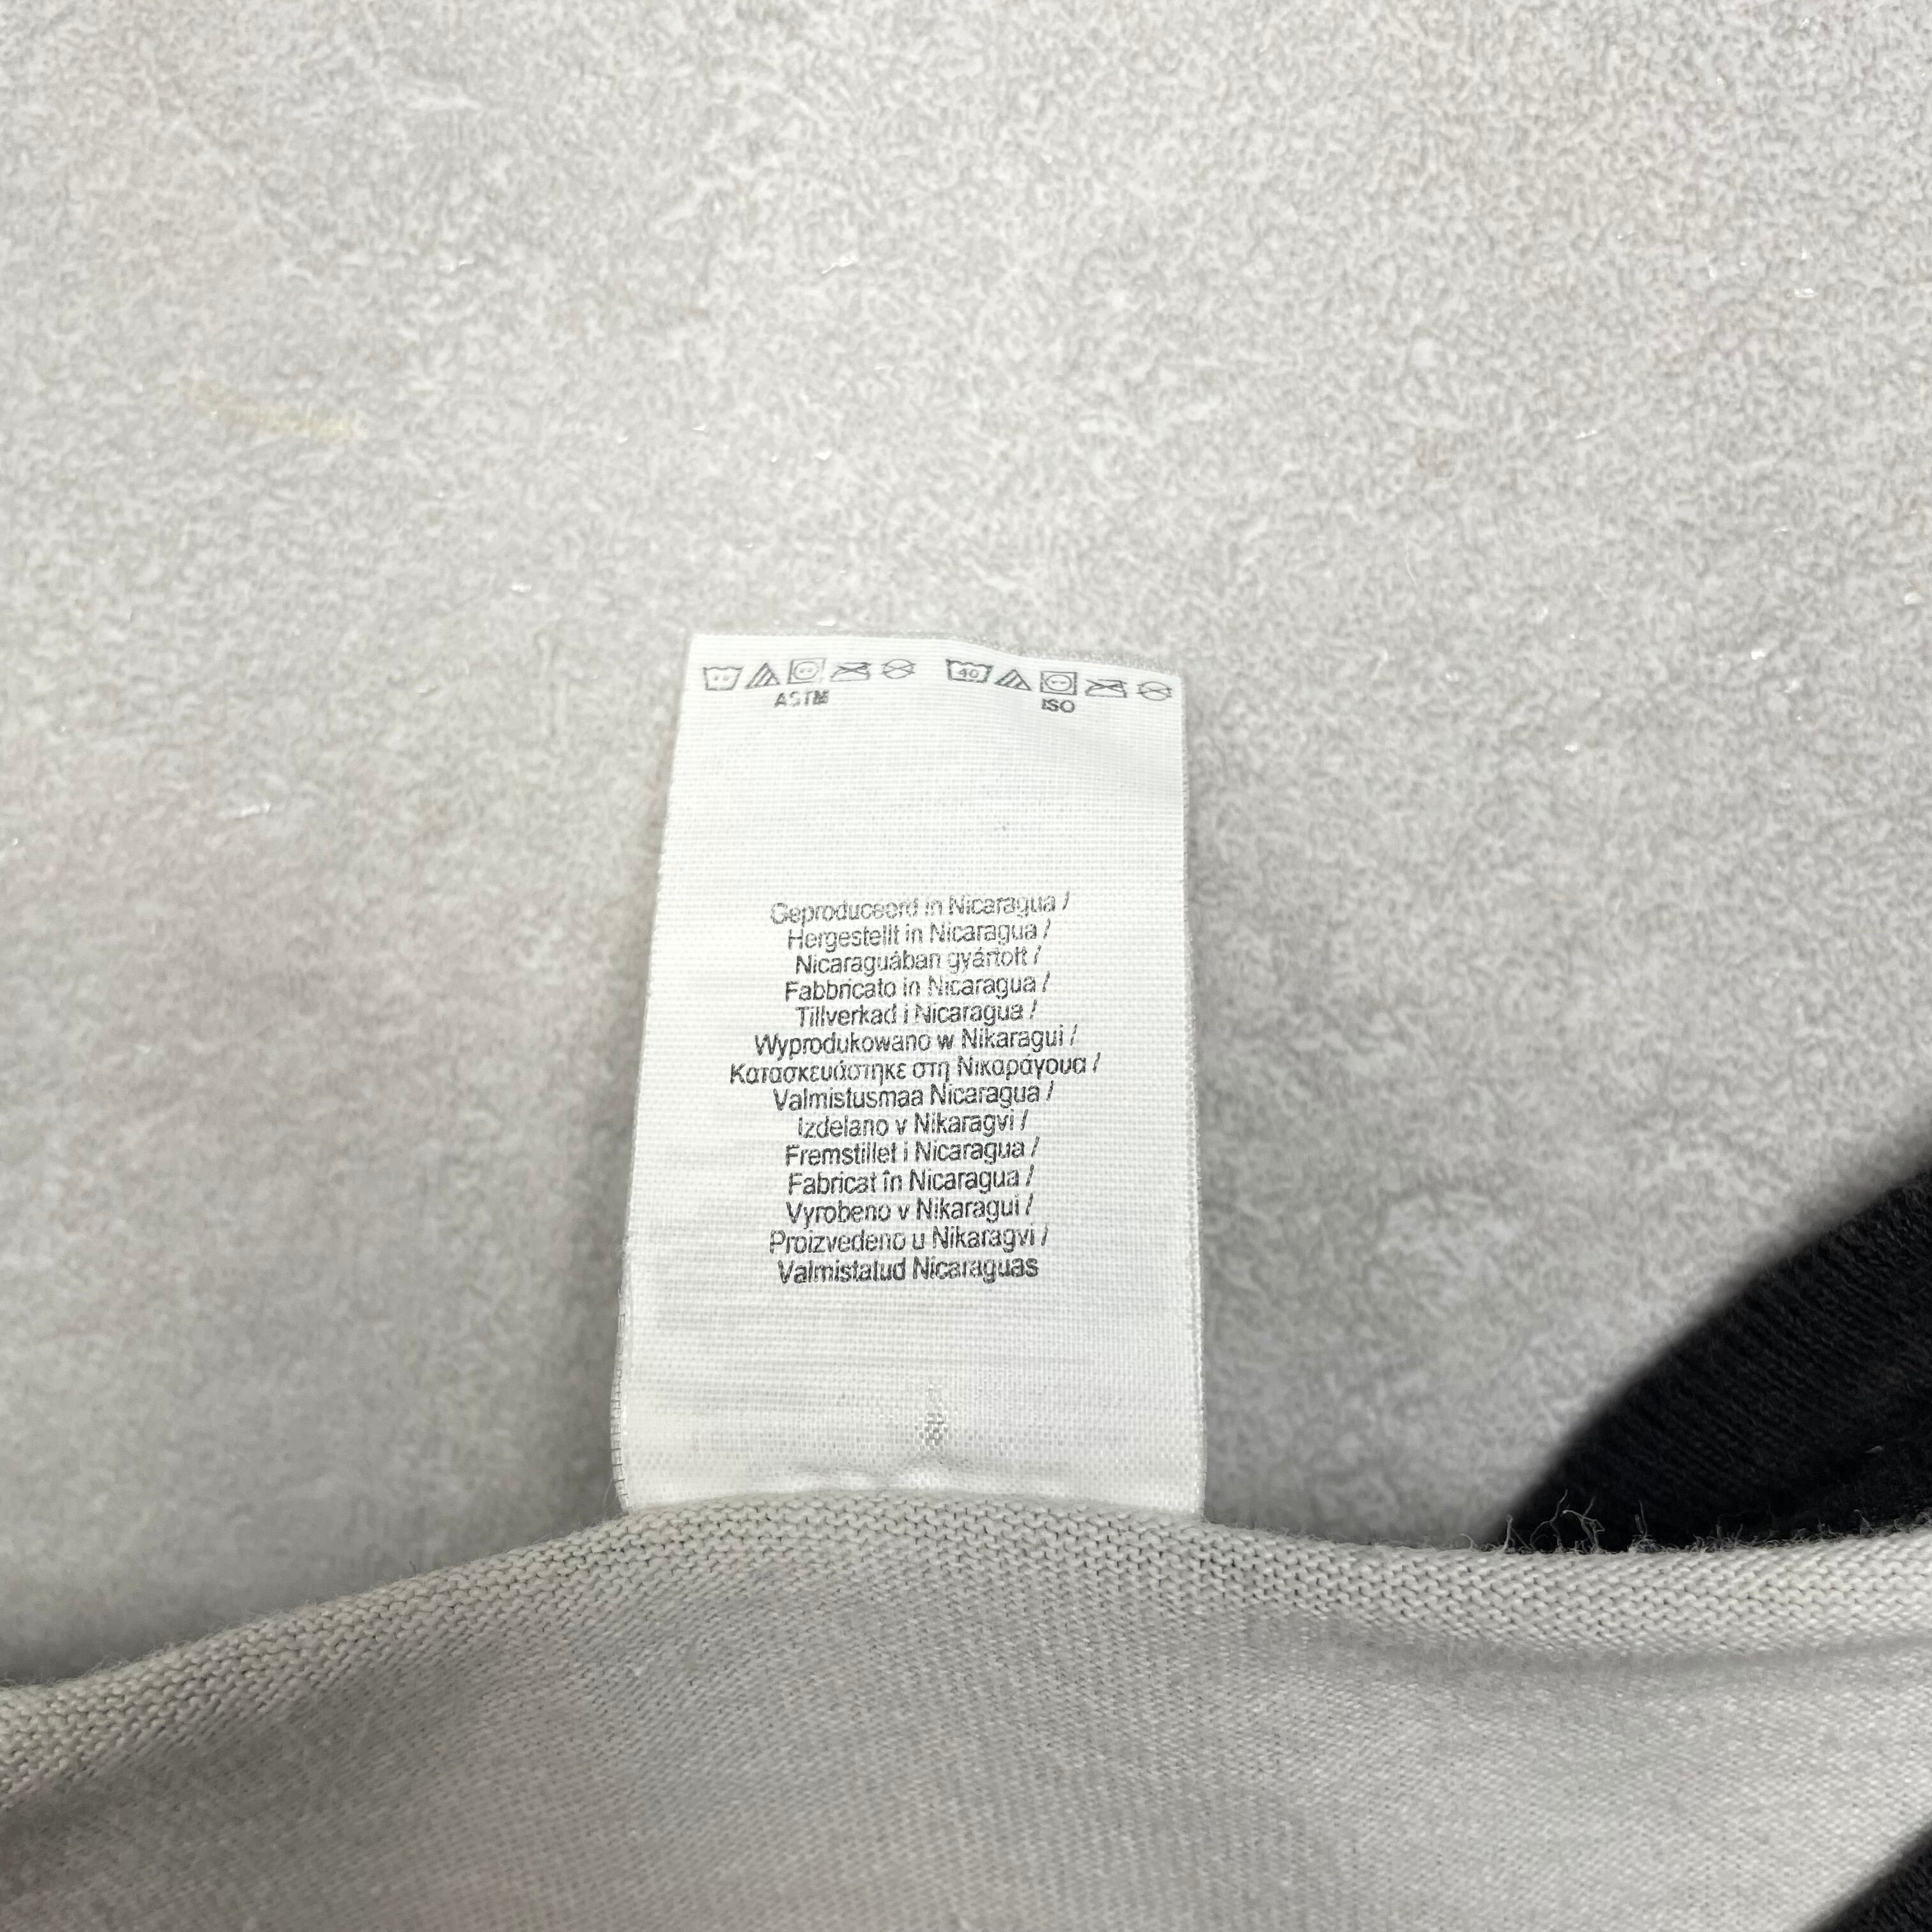 40
ASTM
ISO
Geproduceerd in Nicaragua /
Hergestellt in Nicaragua /
Nicaraguában gyártott /
Fabbricato in Nicaragua /
Tillverkad i Nicaragua /
Wyprodukowano w Nikaragui /
Κατασκευάστηκε στη Νικαράγουα /
Valmistusmaa Nicaragua /
Izdelano v Nikaragvi /
Fremstillet i Nicaragua /
Fabricat în Nicaragua /
Vyrobeno v Nikaragui /
Proizvedeno u Nikaragvi /
Valmistatud Nicaraguas